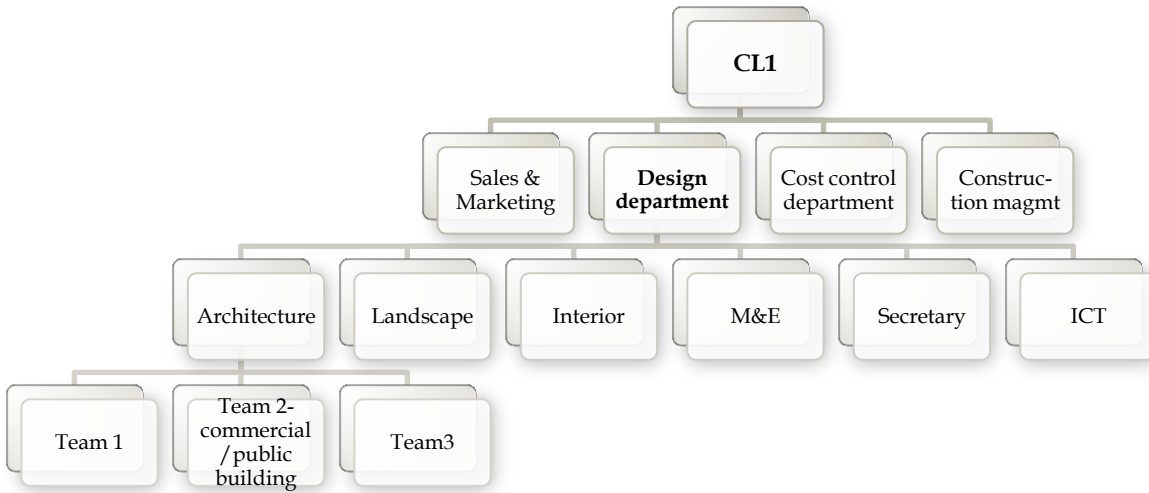 CL1
Sales &
Marketing
Design
department
Cost control
department
Construc-
tion magmt
Architecture
Landscape
Interior
M&E
Secretary
ICT
Team 1
Team 2-
commercial
/public
building
Team3